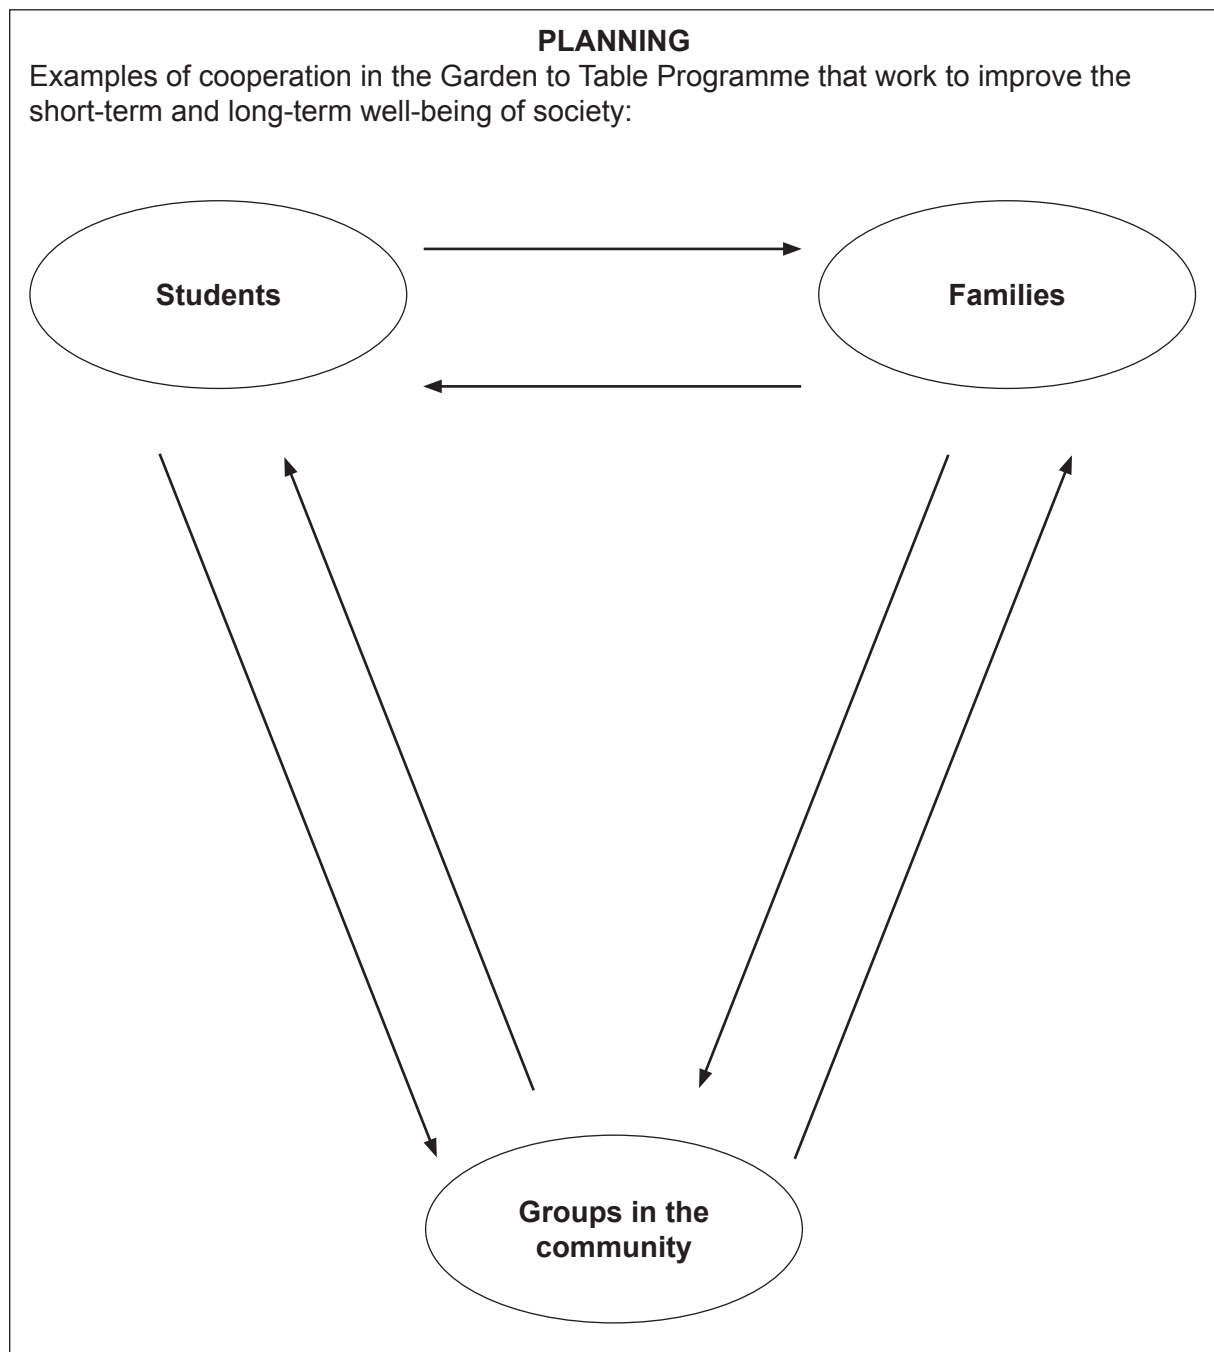 PLANNING
Examples of cooperation in the Garden to Table Programme that work to improve the
short-term and long-term well-being of society:
Students
Families
Groups in the
community